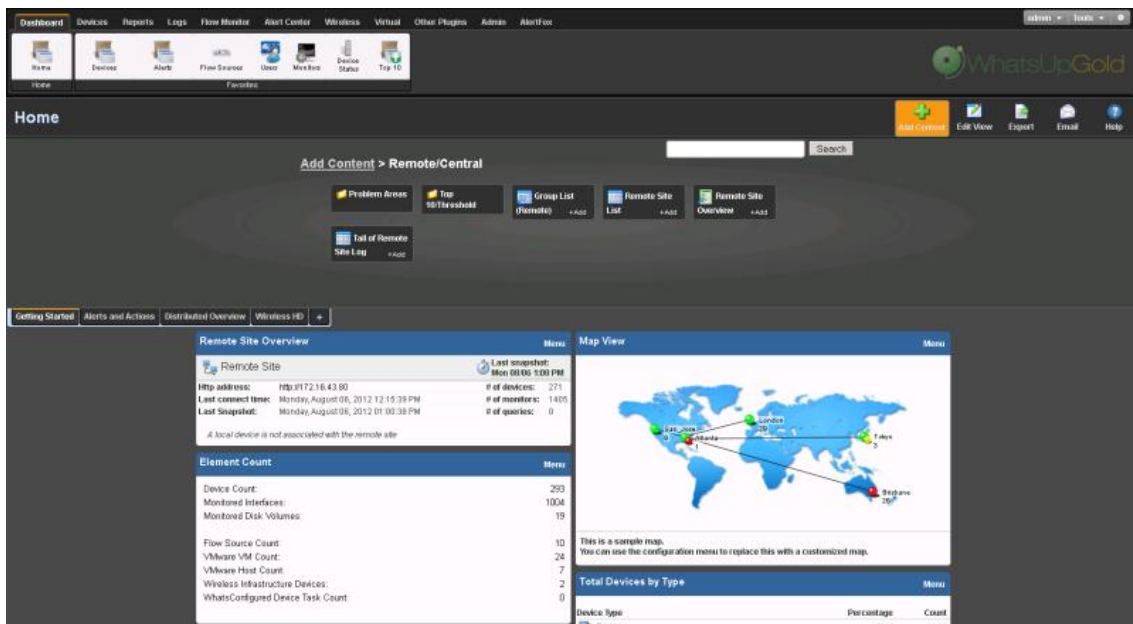 Dashboard Devices Reports Logs Flow Monitor Alert Center Wireless Virtual Other Plugins Admin AlertFox
admin Tools
Home Devices Alerts Flow Sources User Monitors Device Status Top 10
Home Favorites
WhatsUpGold
Home
Add Content Edit View Export Email Help
Search
Add Content > Remote/Central
Problem Areas
Top 10/Threshold
Group List (Remote) +Add
Remote Site List +Add
Remote Site Overview +Add
Tail of Remote Site Log +Add
Getting Started Alerts and Actions Distributed Overview Wireless HD +
Remote Site Overview Menu
Remote Site
Last snapshot:
Mon 08/06 1:00 PM
Http address: http://172.16.43.80
# of devices: 271
Last connect time: Monday, August 06, 2012 12:15:39 PM
# of monitors: 1405
Last Snapshot: Monday, August 06, 2012 01:00:38 PM
# of queries: 0
A local device is not associated with the remote site
Element Count Menu
Device Count: 293
Monitored Interfaces: 1004
Monitored Disk Volumes: 19
Flow Source Count: 10
VMware VM Count: 24
VMware Host Count: 7
Wireless Infrastructure Devices: 2
WhatsConfigured Device Task Count: 0
Map View Menu
London
San Jose
Atlanta
1
Tokyo
Brisbane
This is a sample map.
You can use the configuration menu to replace this with a customized map.
Total Devices by Type Menu
Device Type Percentage Count